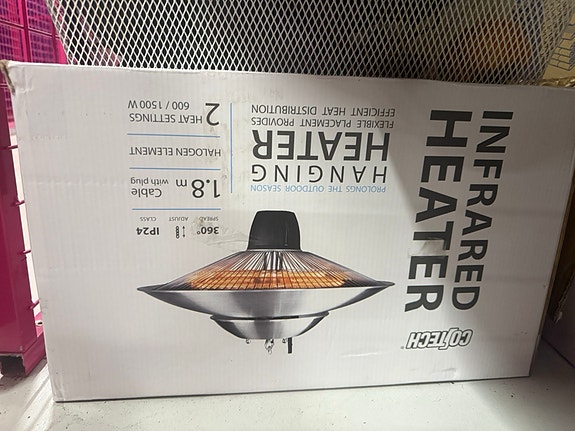 COTECH®
INFRARED
HEATER
PROLONGS THE OUTDOOR SEASON
HANGING
HEATER
FLEXIBLE PLACEMENT PROVIDES
EFFICIENT HEAT DISTRIBUTION
360°
SPREAD
ADJUST
IP24
CLASS
1.8 m
Cable
with plug
HALOGEN ELEMENT
2
HEAT SETTINGS
600 / 1500 W